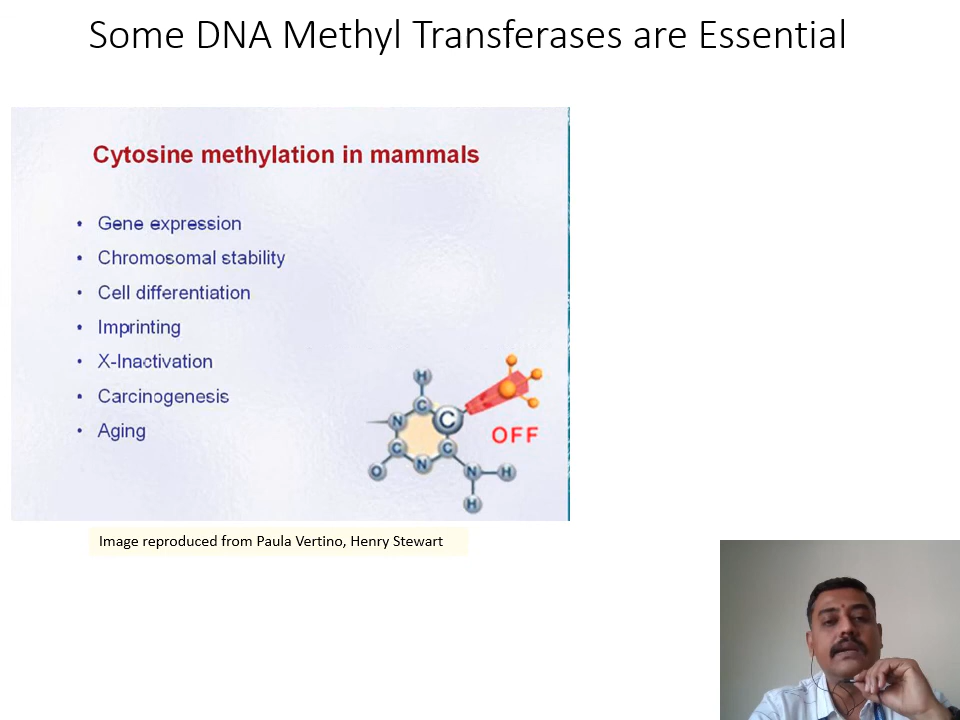 Some DNA Methyl Transferases are Essential
Cytosine methylation in mammals
• Gene expression
• Chromosomal stability
• Cell differentiation
• Imprinting
• X-Inactivation
• Carcinogenesis
• Aging
H
C
C
N
OFF
C
C
O
N
N
H
H
Image reproduced from Paula Vertino, Henry Stewart